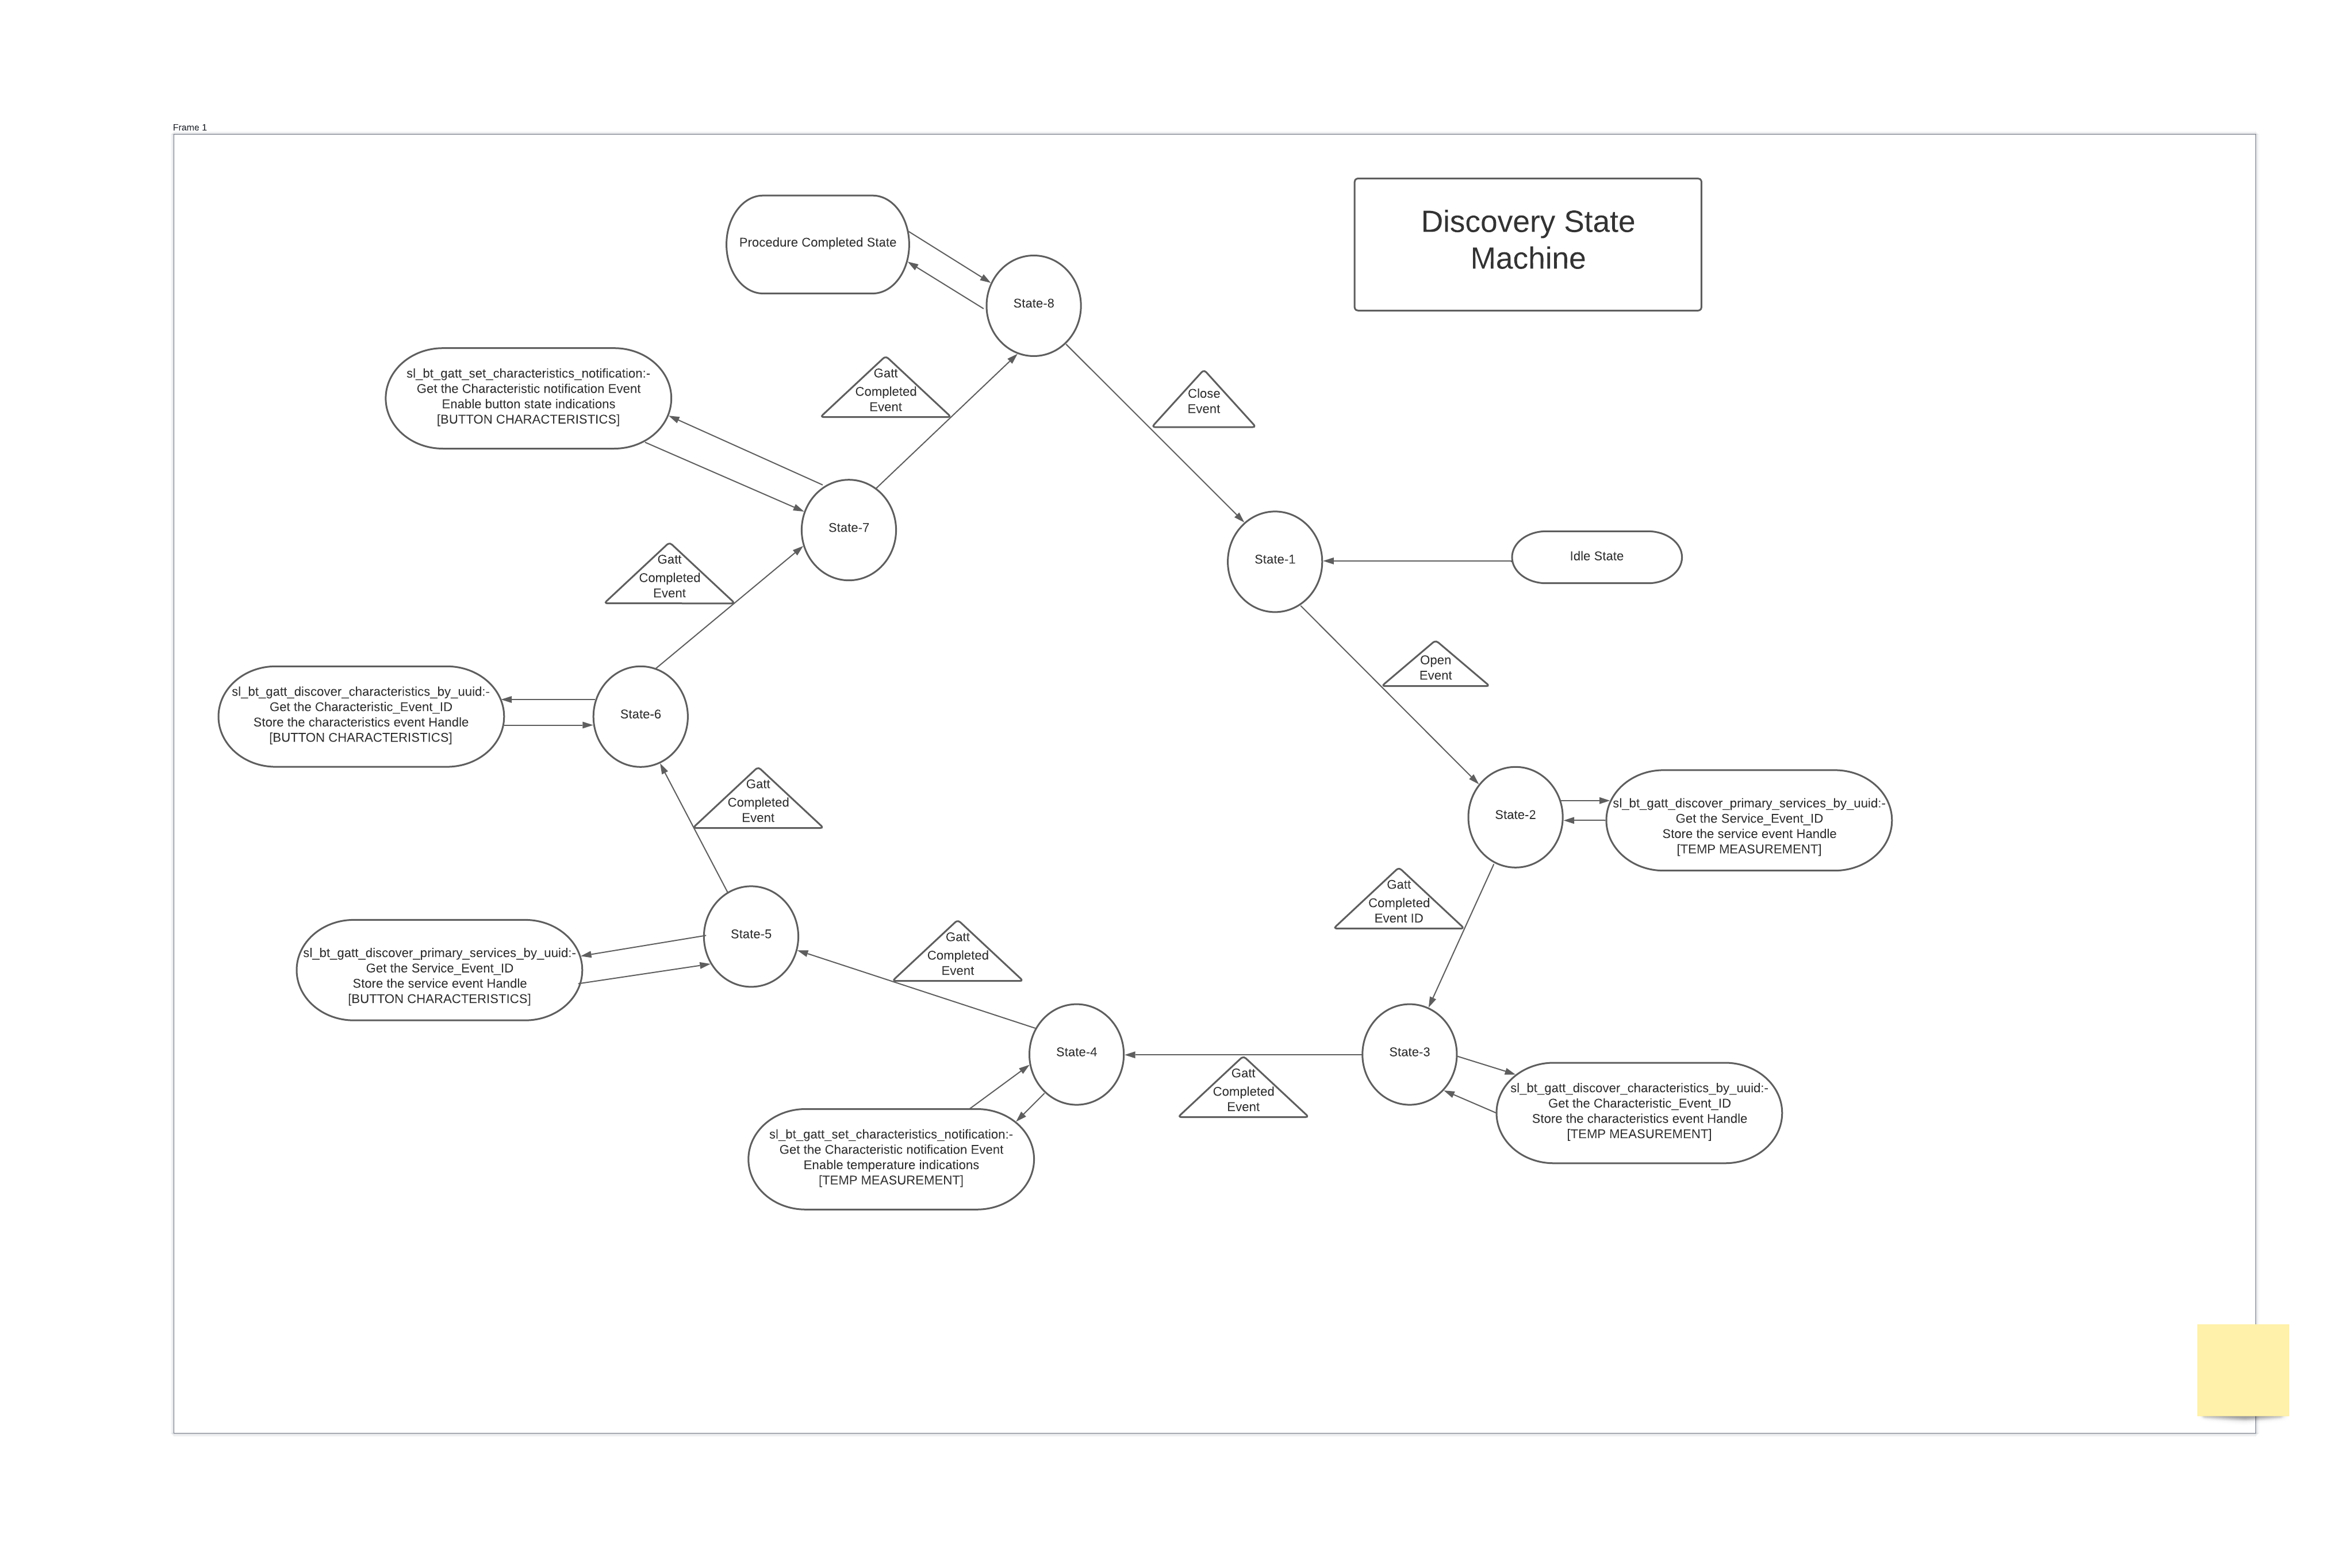 Frame 1
Discovery State
Machine
Procedure Completed State
State-8
sl_bt_gatt_set_characteristics_notification:-
Get the Characteristic notification Event
Enable button state indications
[BUTTON CHARACTERISTICS]
Gatt
Completed
Event
Close
Event
State-7
State-1
Idle State
Gatt
Completed
Event
Open
Event
sl_bt_gatt_discover_characteristics_by_uuid:-
Get the Characteristic_Event_ID
Store the characteristics event Handle
[BUTTON CHARACTERISTICS]
State-6
Gatt
Completed
Event
State-2
sl_bt_gatt_discover_primary_services_by_uuid:-
Get the Service_Event_ID
Store the service event Handle
[TEMP MEASUREMENT]
Gatt
Completed
Event ID
sl_bt_gatt_discover_primary_services_by_uuid:-
Get the Service_Event_ID
Store the service event Handle
[BUTTON CHARACTERISTICS]
State-5
Gatt
Completed
Event
State-4
Gatt
Completed
Event
State-3
sl_bt_gatt_discover_characteristics_by_uuid:-
Get the Characteristic_Event_ID
Store the characteristics event Handle
[TEMP MEASUREMENT]
sl_bt_gatt_set_characteristics_notification:-
Get the Characteristic notification Event
Enable temperature indications
[TEMP MEASUREMENT]